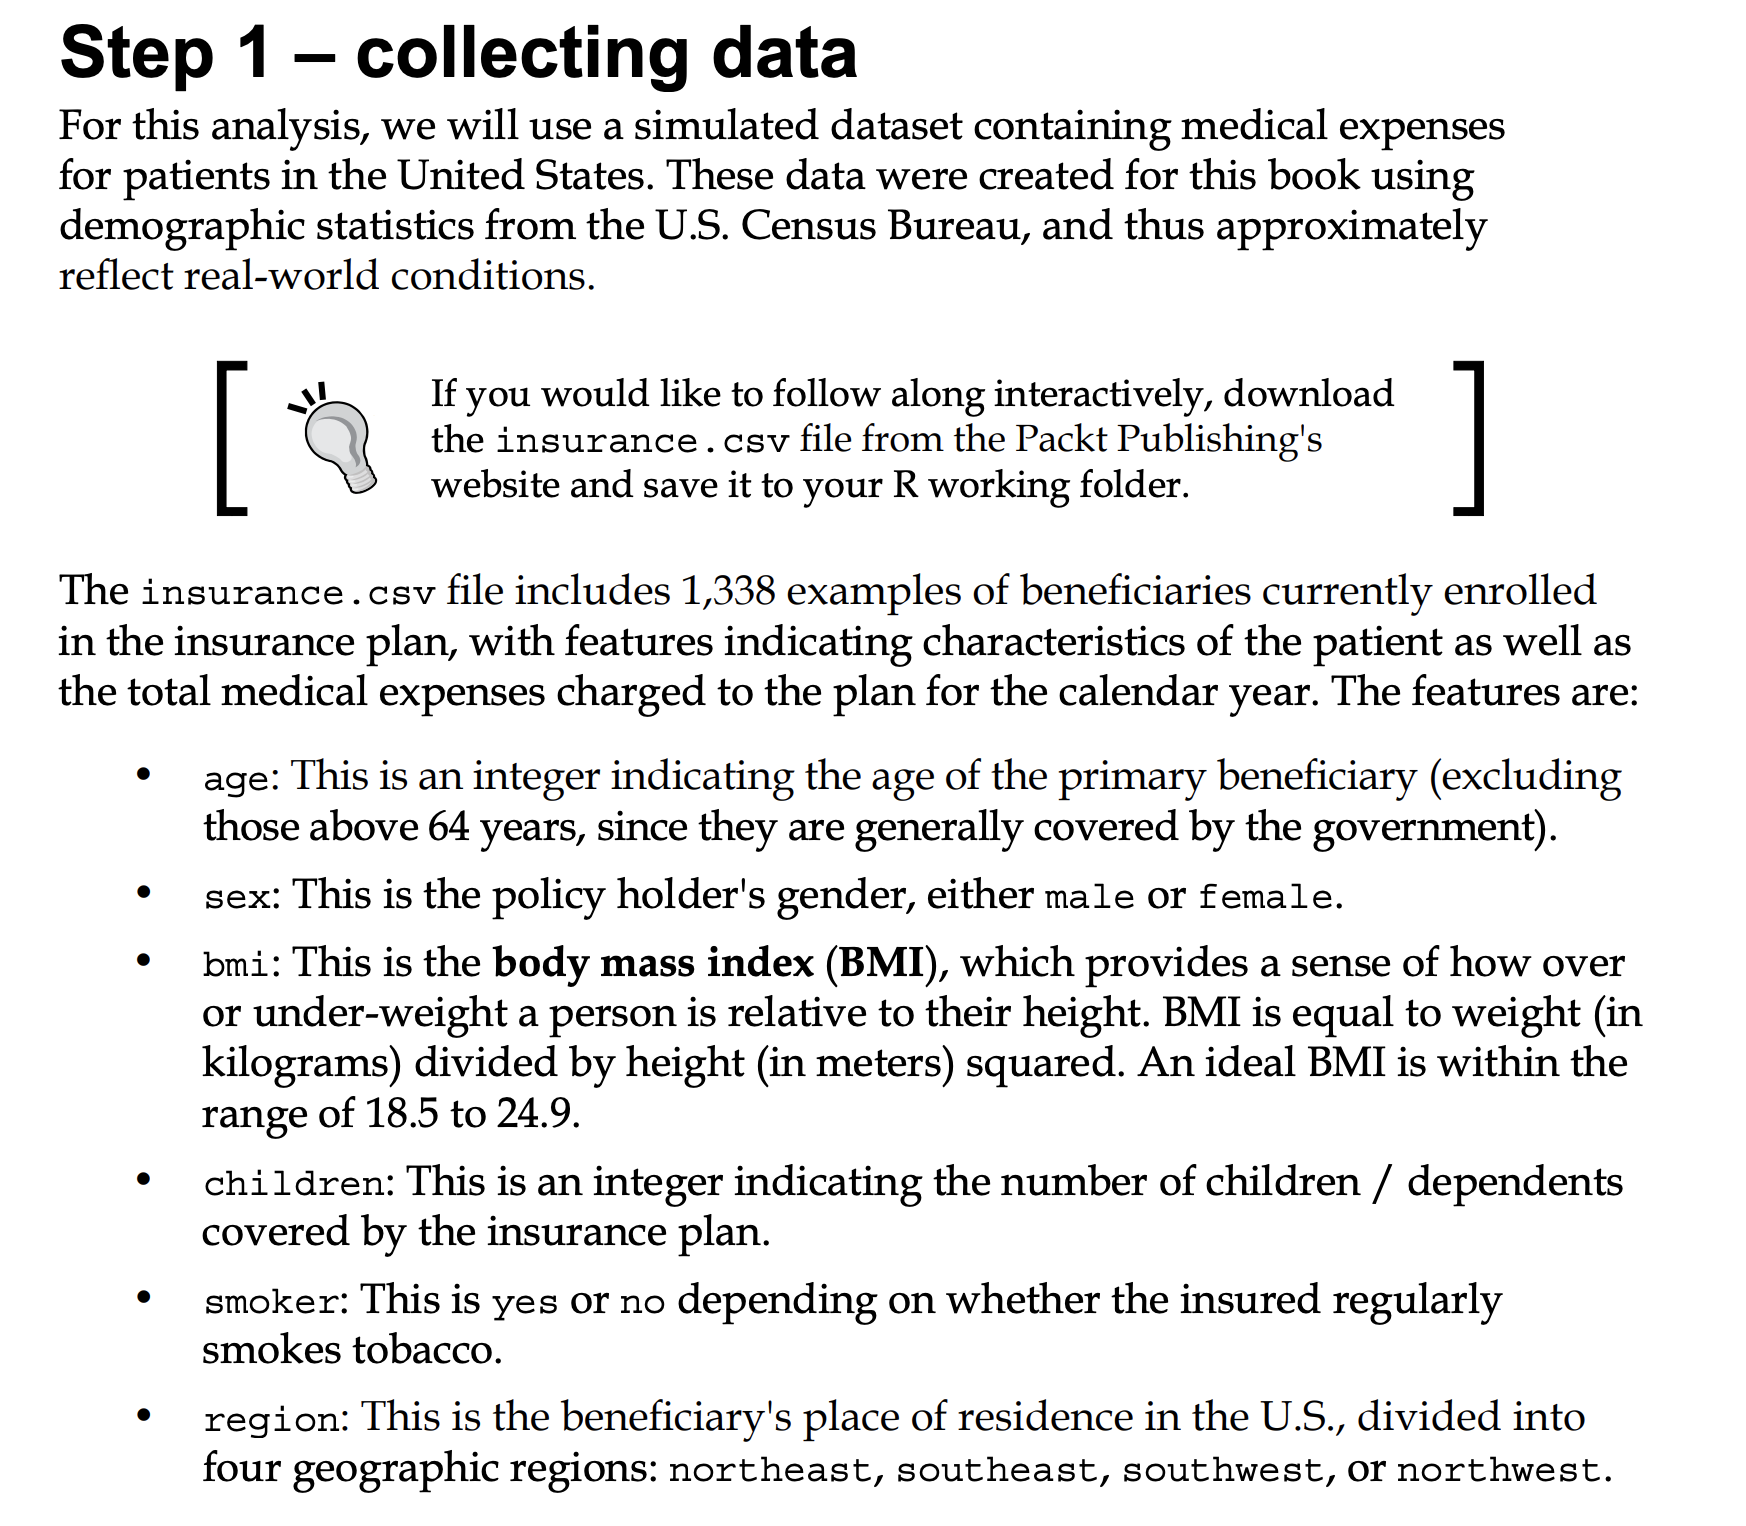 Step 1 – collecting data
For this analysis, we will use a simulated dataset containing medical expenses
for patients in the United States. These data were created for this book using
demographic statistics from the U.S. Census Bureau, and thus approximately
reflect real-world conditions.
If you would like to follow along interactively, download
the insurance.csv file from the Packt Publishing's
website and save it to your R working folder.
The insurance.csv file includes 1,338 examples of beneficiaries currently enrolled
in the insurance plan, with features indicating characteristics of the patient as well as
the total medical expenses charged to the plan for the calendar year. The features are:
• age: This is an integer indicating the age of the primary beneficiary (excluding
those above 64 years, since they are generally covered by the government).
• sex: This is the policy holder's gender, either male or female.
• bmi: This is the body mass index (BMI), which provides a sense of how over
or under-weight a person is relative to their height. BMI is equal to weight (in
kilograms) divided by height (in meters) squared. An ideal BMI is within the
range of 18.5 to 24.9.
• children: This is an integer indicating the number of children / dependents
covered by the insurance plan.
• smoker: This is yes or no depending on whether the insured regularly
smokes tobacco.
• region: This is the beneficiary's place of residence in the U.S., divided into
four geographic regions: northeast, southeast, southwest, or northwest.